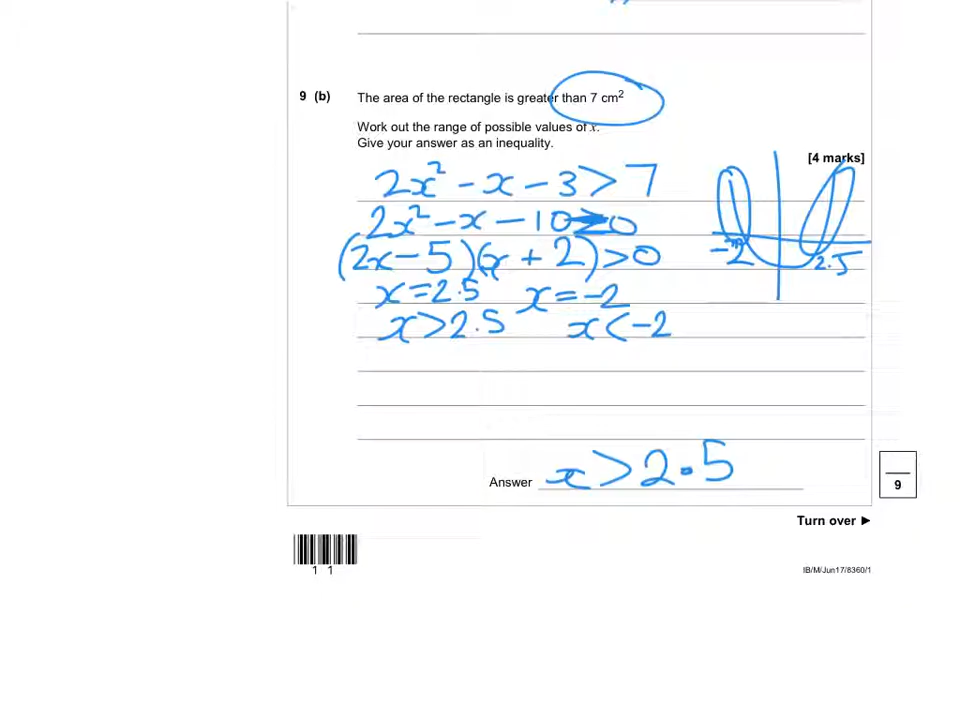 9 (b) The area of the rectangle is greater than 7 cm²
Work out the range of possible values of x.
Give your answer as an inequality.
[4 marks]
2x² - x - 3 > 7
2x² - x - 10 > 0
(2x - 5)(x + 2) > 0
x = 2.5 x = -2
x > 2.5 x < -2
-2 2.5
Answer x > 2.5
9
Turn over ►
1 1
IB/M/Jun17/8360/1